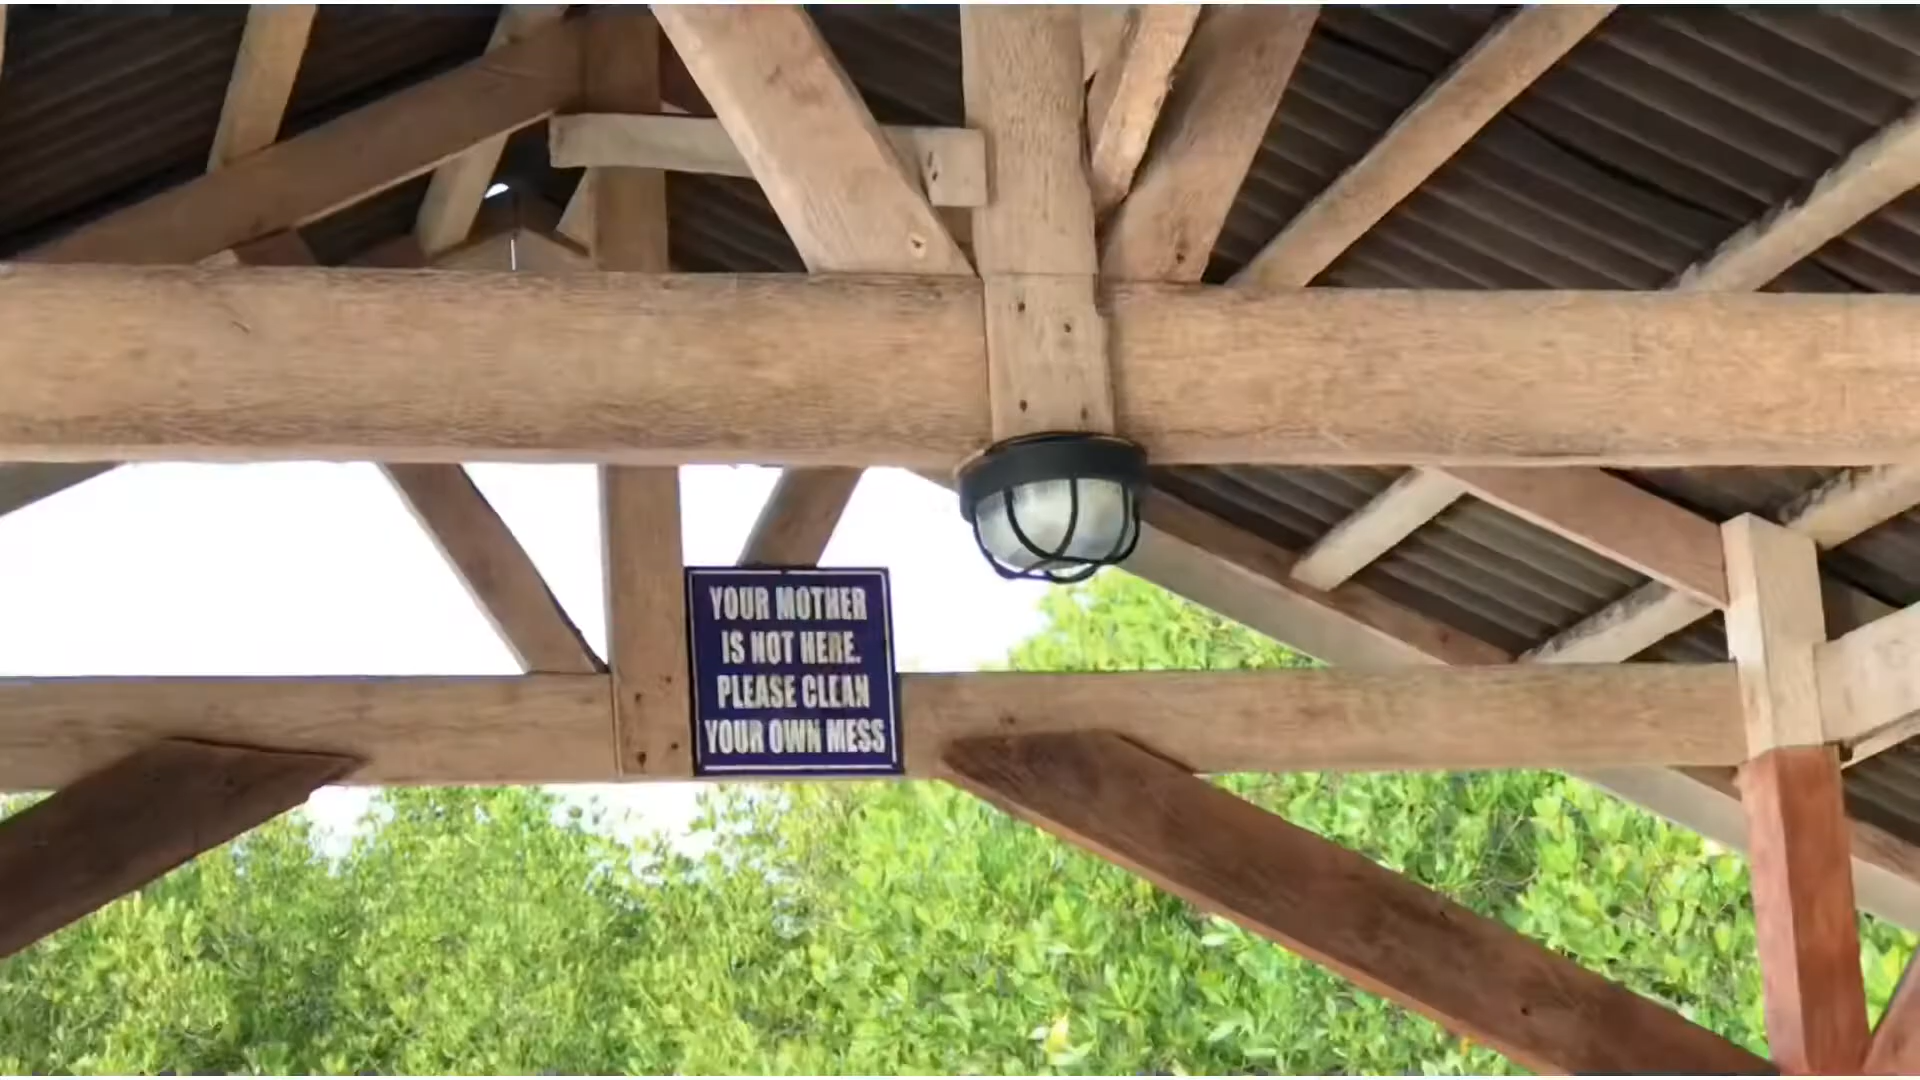 YOUR MOTHER
IS NOT HERE.
PLEASE CLEAN
YOUR OWN MESS